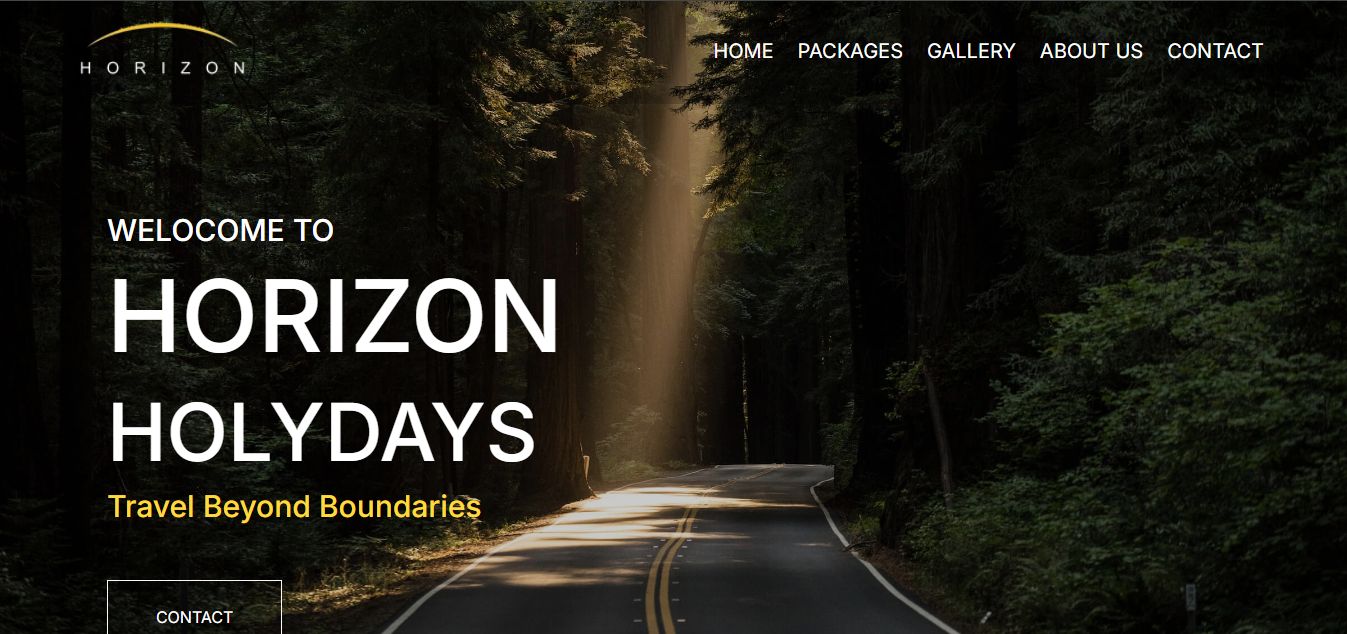 HORIZON
HOME PACKAGES GALLERY ABOUT US CONTACT
WELOCOME TO
HORIZON
HOLYDAYS
Travel Beyond Boundaries
CONTACT